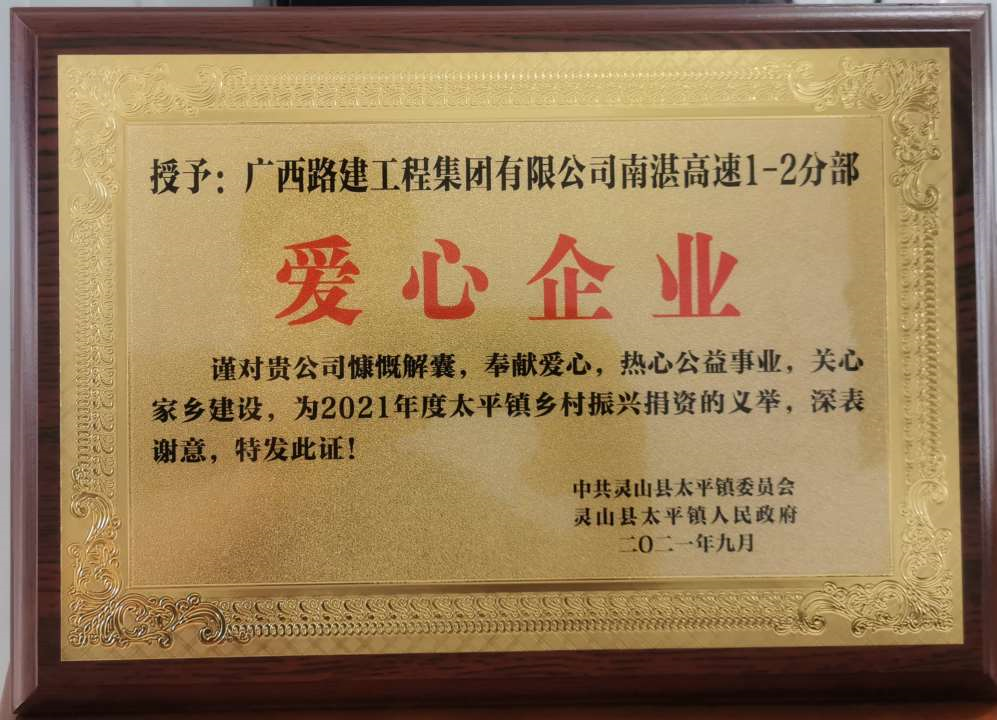 授予：广西路建工程集团有限公司南湛高速1-2分部
爱心企业
谨对贵公司慷慨解囊，奉献爱心，热心公益事业，关心
家乡建设，为2021年度太平镇乡村振兴捐资的义举，深表
谢意，特发此证！
中共灵山县太平镇委员会
灵山县太平镇人民政府
二〇二一年九月